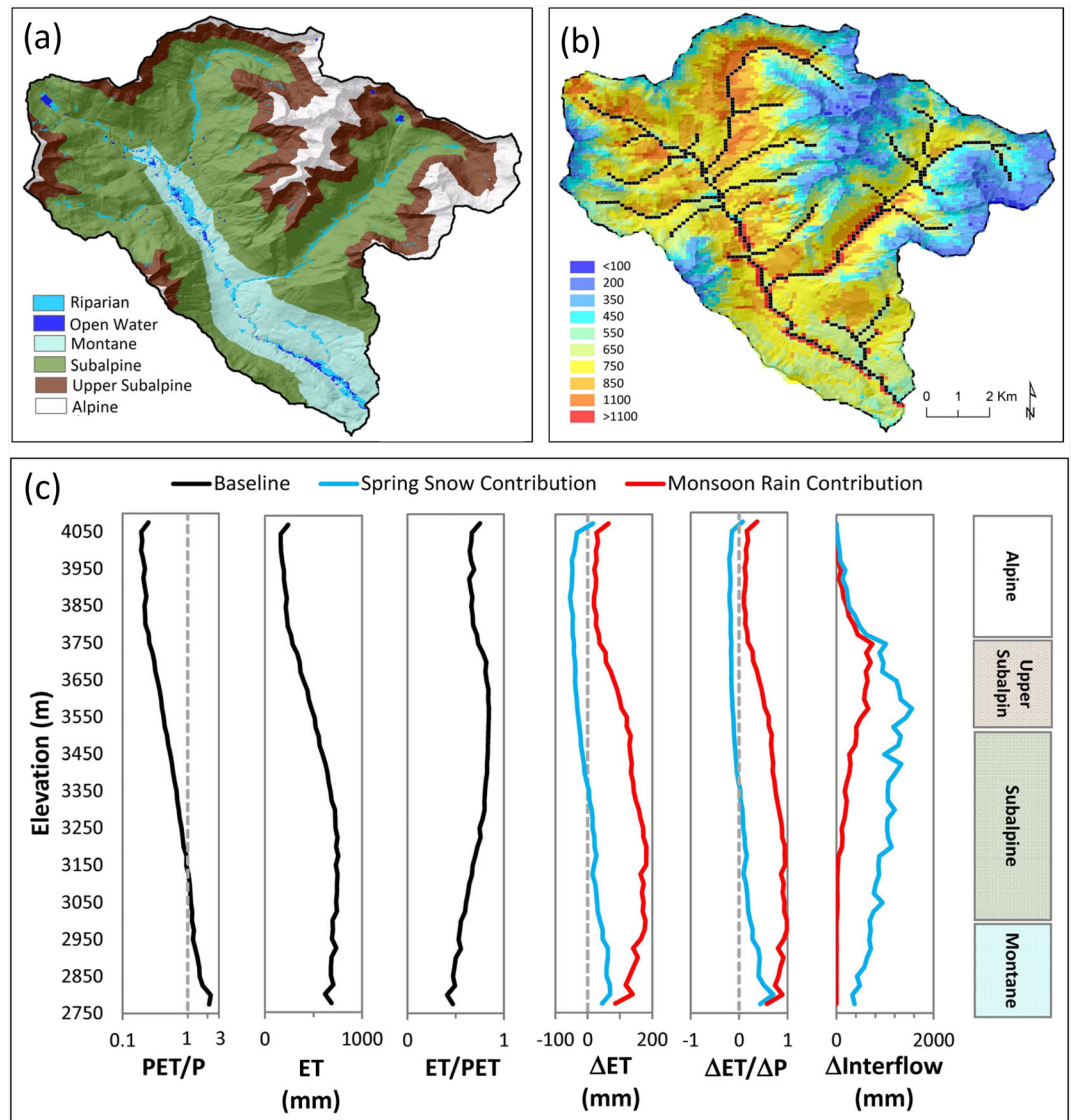 (a)
Riparian
Open Water
Montane
Subalpine
Upper Subalpine
Alpine
(b)
<100
200
350
450
550
650
750
850
1100
>1100
0 1 2 Km
N
(c)
Baseline Spring Snow Contribution Monsoon Rain Contribution
Elevation (m)
4050
3950
3850
3750
3650
3550
3450
3350
3250
3150
3050
2950
2850
2750
0.1 1 3
PET/P
0 1000
ET
(mm)
0 1
ET/PET
-100 0 200
ΔET
(mm)
-1 0 1
ΔET/ΔP
0 2000
ΔInterflow
(mm)
Alpine
Upper
Subalpin
Subalpine
Montane